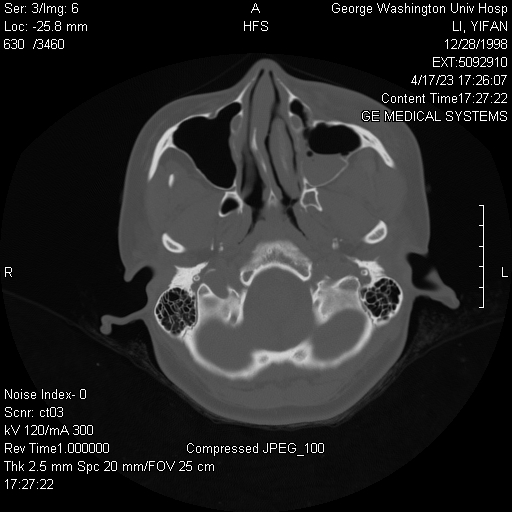 Ser: 3/Img: 6
Loc: -25.8 mm
630 /3460
A
HFS
George Washington Univ Hosp
LI, YIFAN
12/28/1998
EXT:5092910
4/17/23 17:26:07
Content Time17:27:22
GE MEDICAL SYSTEMS
R
L
Noise Index- 0
Scnr: ct03
kV 120/mA 300
Rev Time1.000000
Compressed JPEG_100
Thk 2.5 mm Spc 20 mm/FOV 25 cm
17:27:22